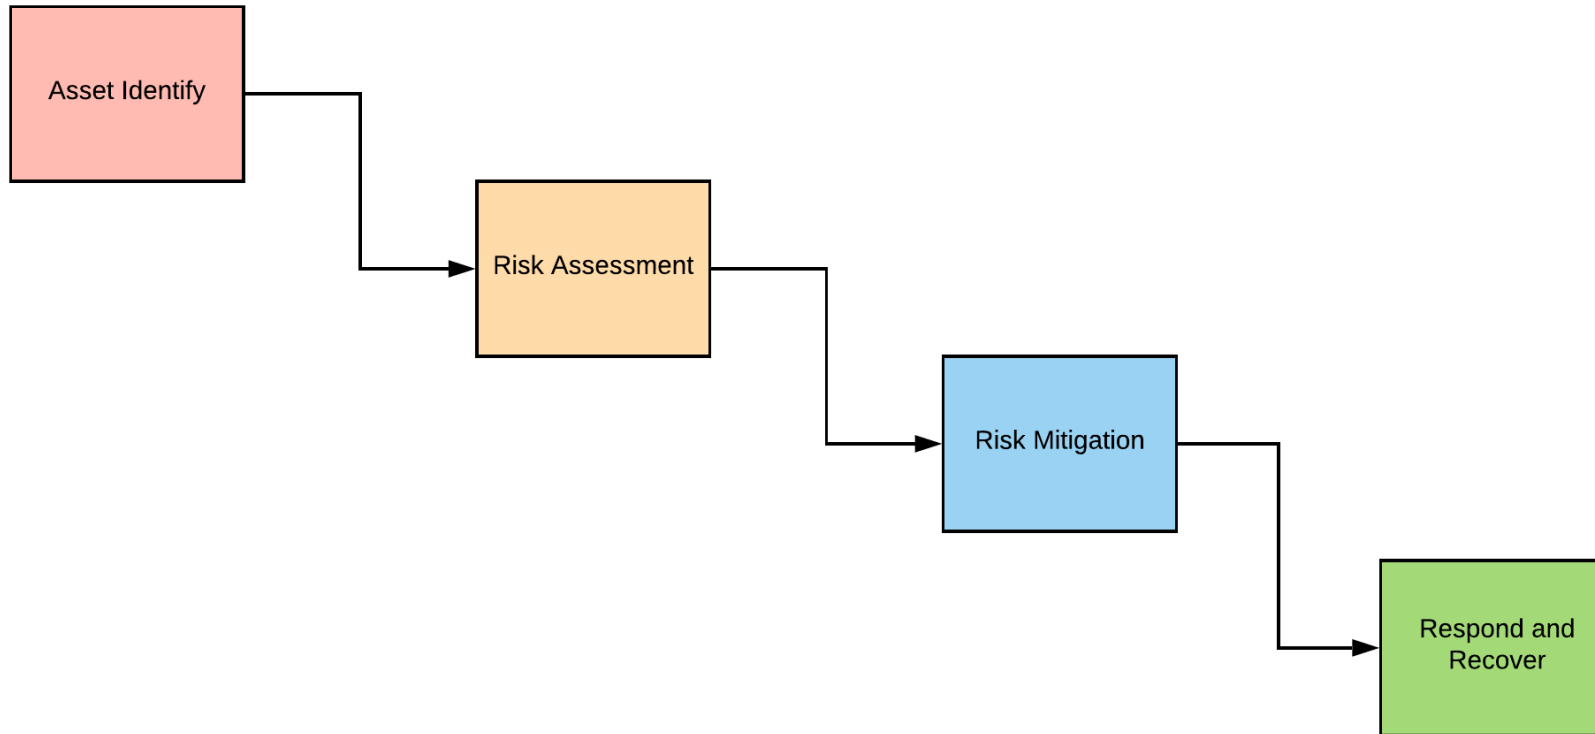 Asset Identify
Risk Assessment
Risk Mitigation
Respond and
Recover